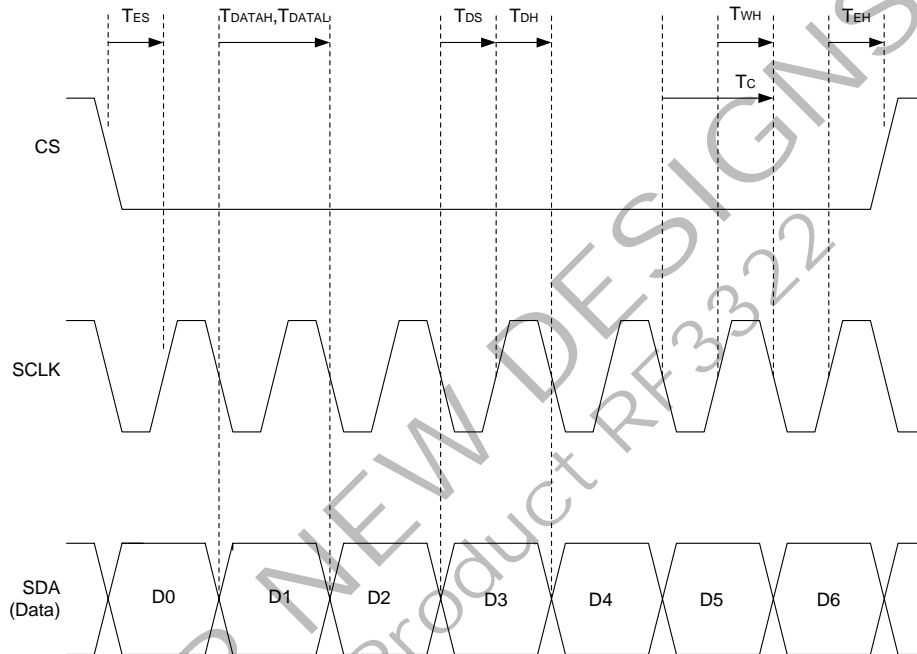 TES
TDATAH,TDATAL
TDS
TDH
TWH
TEH
TC
CS
SCLK
SDA
(Data)
D0
D1
D2
D3
D4
D5
D6
NEW DESIGNS
Product RF3322